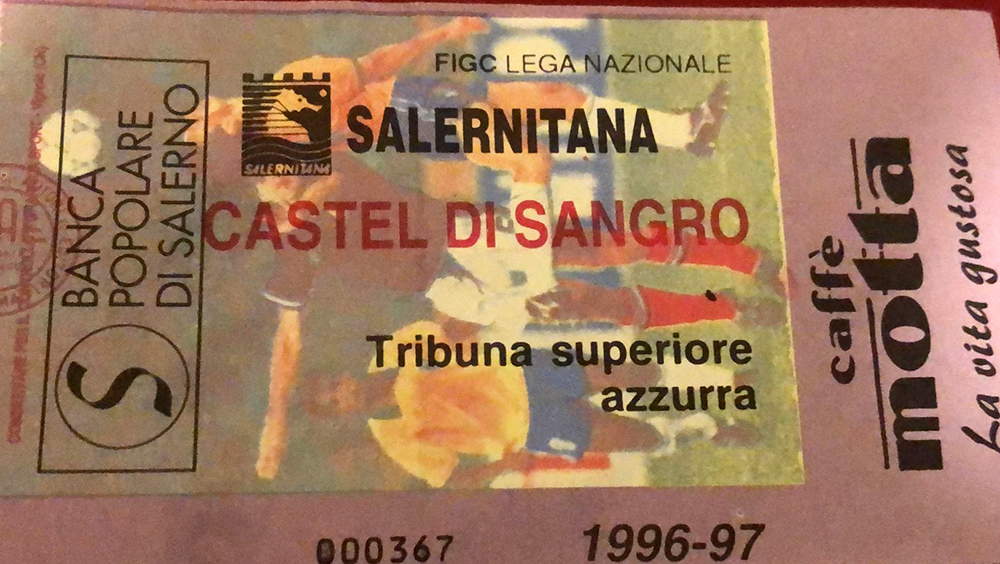 BANCA
POPOLARE
DI SALERNO
S
FIGC LEGA NAZIONALE
SALERNITANA
SALERNITANA
CASTEL DI SANGRO
Tribuna superiore
azzurra
000367
1996-97
caffè
motta
La vita gustosa